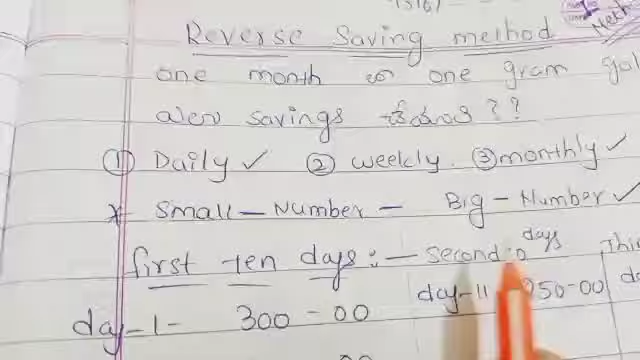 Reverse Saving method
one month లో one gram gol
ఎలా savings చేయాలి ??
① Daily ✓ ② weekly. ③ monthly ✓
* Small - Number - Big - Number ✓
first ten days :- Second days
day-11 250-00
day-1- 300-00